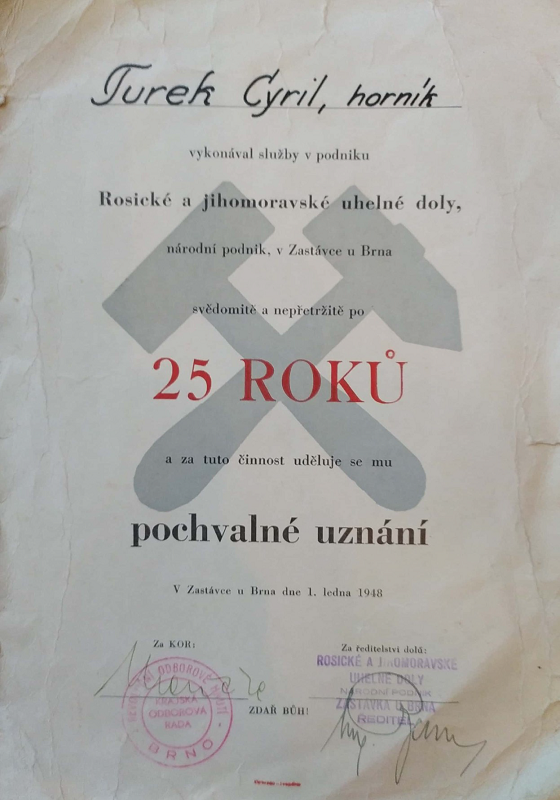 Turek Cyril, horník
vykonával služby v podniku
Rosické a jihomoravské uhelné doly,
národní podnik, v Zastávce u Brna
svědomitě a nepřetržitě po
25 ROKŮ
a za tuto činnost uděluje se mu
pochvalné uznání
V Zastávce u Brna dne 1. ledna 1948
Za KOR:
Za ředitelství dolů:
ROSICKÉ A JIHOMORAVSKÉ
UHELNÉ DOLY
NÁRODNÍ PODNIK
ZASTÁVKA U BRNA
ŘEDITEL
ODBOROVÉ
KRAJSKÁ
ODBOROVÁ
RADA
BRNO
ZDAŘ BŮH!
Ing.